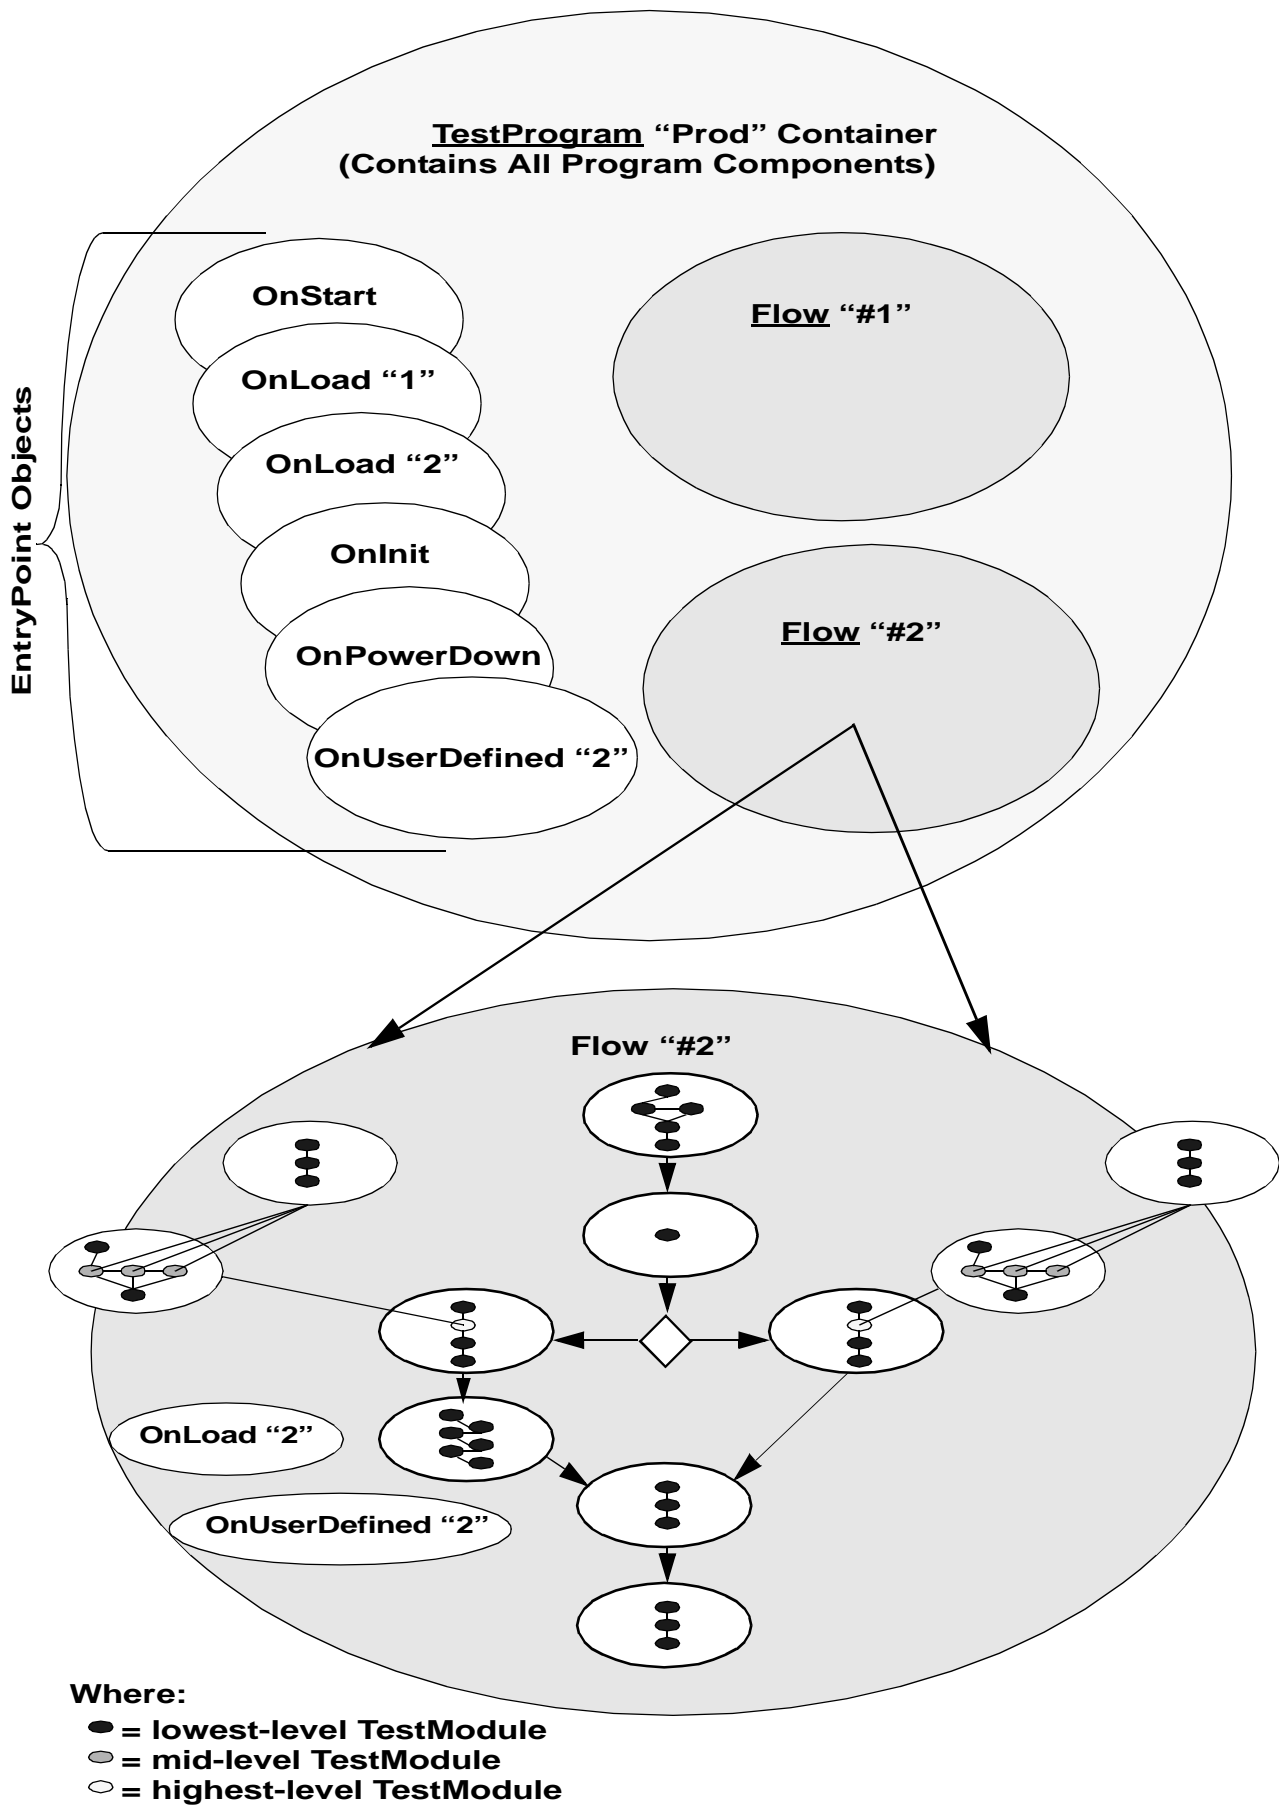 TestProgram “Prod” Container
(Contains All Program Components)
EntryPoint Objects
OnStart
OnLoad “1”
OnLoad “2”
OnInit
OnPowerDown
OnUserDefined “2”
Flow “#1”
Flow “#2”
Flow “#2”
OnLoad “2”
OnUserDefined “2”
Where:
= lowest-level TestModule
= mid-level TestModule
= highest-level TestModule